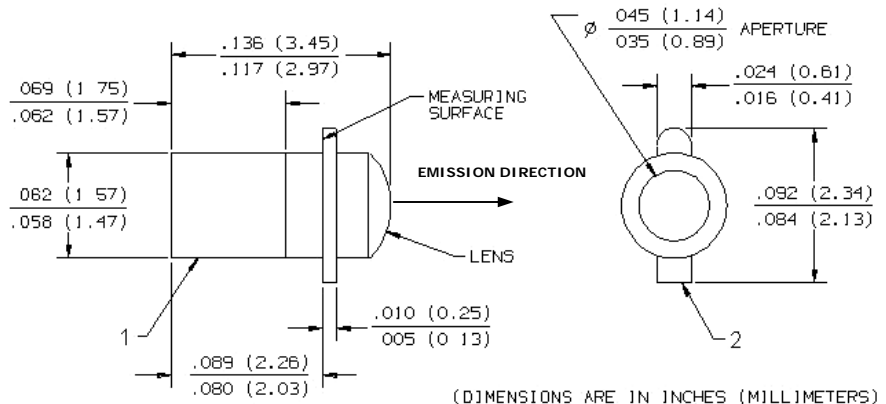 .136 (3.45)
.117 (2.97)
069 (1 75)
.062 (1.57)
MEASURING
SURFACE
062 (1 57)
.058 (1.47)
EMISSION DIRECTION
LENS
1
.010 (0.25)
005 (0 13)
.089 (2.26)
.080 (2.03)
Ø 045 (1.14) APERTURE
035 (0.89)
.024 (0.61)
.016 (0.41)
.092 (2.34)
.084 (2.13)
2
(DIMENSIONS ARE IN INCHES (MILLIMETERS)